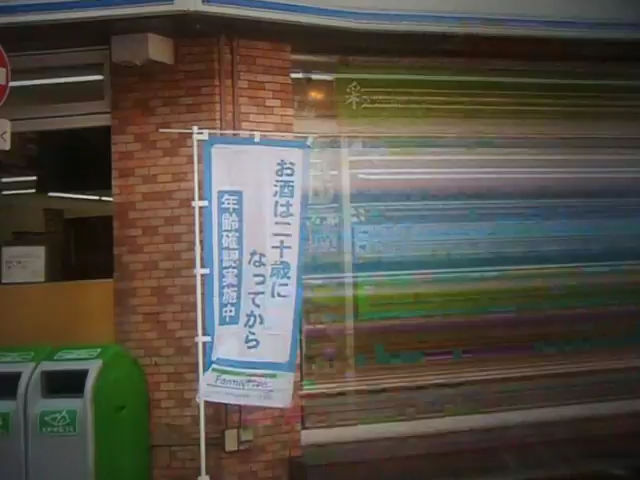 お酒は二十歳に
なってから
年齢確認実施中
FamilyMart
彩